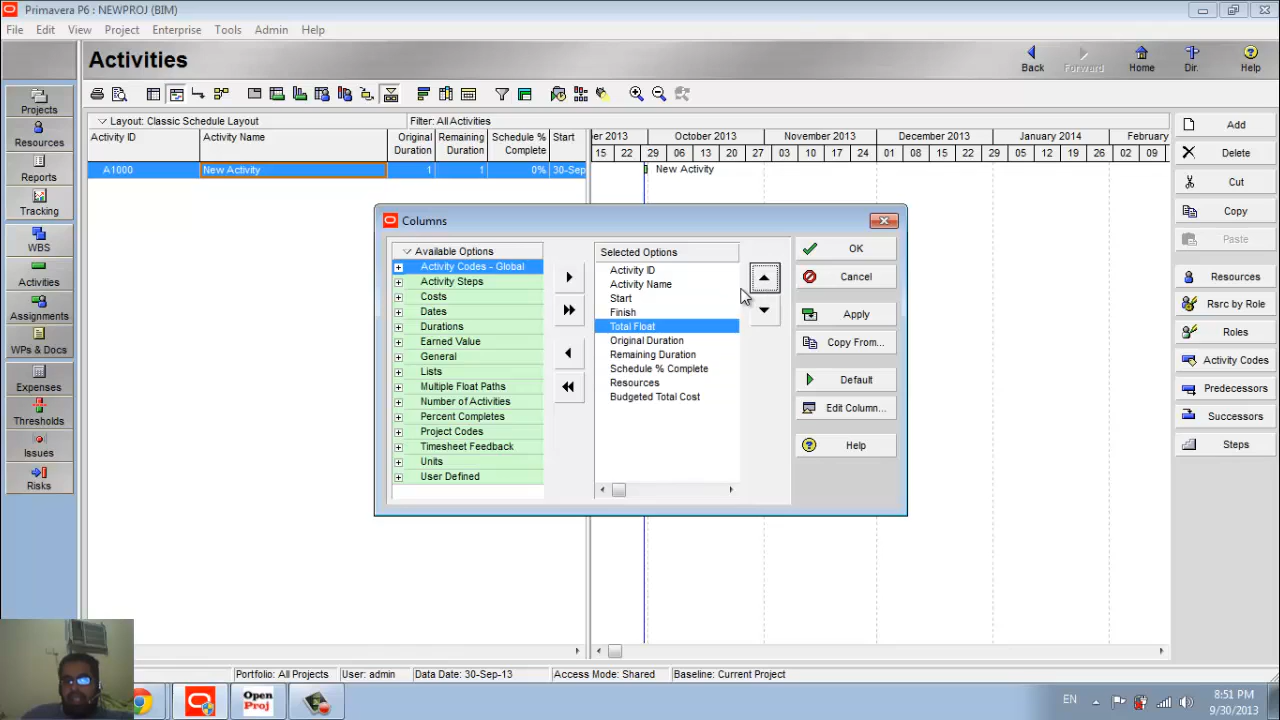 Primavera P6 : NEWPROJ (BIM)
File Edit View Project Enterprise Tools Admin Help
Activities
Back Forward Home Dir. Help
Projects
Resources
Reports
Tracking
WBS
Activities
Assignments
WPs & Docs
Expenses
Thresholds
Issues
Risks
Layout: Classic Schedule Layout Filter: All Activities
Activity ID Activity Name Original Duration Remaining Duration Schedule % Complete Start
er 2013 October 2013 November 2013 December 2013 January 2014 February
15 22 29 06 13 20 27 03 10 17 24 01 08 15 22 29 05 12 19 26 02 09
A1000 New Activity 1 1 0% 30-Sep
New Activity
Columns
Available Options
Activity Codes - Global
Activity Steps
Costs
Dates
Durations
Earned Value
General
Lists
Multiple Float Paths
Number of Activities
Percent Completes
Project Codes
Timesheet Feedback
Units
User Defined
Selected Options
Activity ID
Activity Name
Start
Finish
Total Float
Original Duration
Remaining Duration
Schedule % Complete
Resources
Budgeted Total Cost
OK
Cancel
Apply
Copy From...
Default
Edit Column...
Help
Add
Delete
Cut
Copy
Paste
Resources
Rsrc by Role
Roles
Activity Codes
Predecessors
Successors
Steps
Portfolio: All Projects User: admin Data Date: 30-Sep-13 Access Mode: Shared Baseline: Current Project
Open
Proj
EN
8:51 PM
9/30/2013